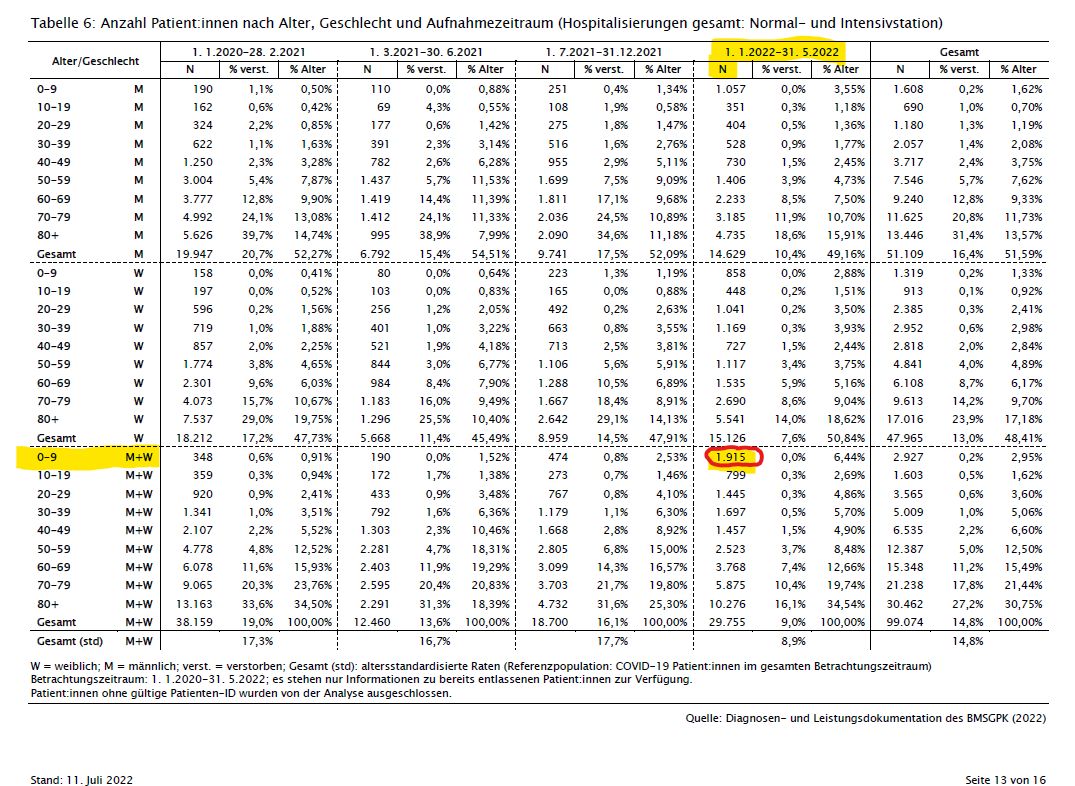 Tabelle 6: Anzahl Patient:innen nach Alter, Geschlecht und Aufnahmezeitraum (Hospitalisierungen gesamt: Normal- und Intensivstation)
Alter/Geschlecht 1. 1.2020-28. 2.2021 1. 3.2021-30. 6.2021 1. 7.2021-31.12.2021 1. 1.2022-31. 5.2022 Gesamt
N % verst. % Alter N % verst. % Alter N % verst. % Alter N % verst. % Alter N % verst. % Alter
0-9 M 190 1,1% 0,50% 110 0,0% 0,88% 251 0,4% 1,34% 1.057 0,0% 3,55% 1.608 0,2% 1,62%
10-19 M 162 0,6% 0,42% 69 4,3% 0,55% 108 1,9% 0,58% 351 0,3% 1,18% 690 1,0% 0,70%
20-29 M 324 2,2% 0,85% 177 0,6% 1,42% 275 1,8% 1,47% 404 0,5% 1,36% 1.180 1,3% 1,19%
30-39 M 622 1,1% 1,63% 391 2,3% 3,14% 516 1,6% 2,76% 528 0,9% 1,77% 2.057 1,4% 2,08%
40-49 M 1.250 2,3% 3,28% 782 2,6% 6,28% 955 2,9% 5,11% 730 1,5% 2,45% 3.717 2,4% 3,75%
50-59 M 3.004 5,4% 7,87% 1.437 5,7% 11,53% 1.699 7,5% 9,09% 1.406 3,9% 4,73% 7.546 5,7% 7,62%
60-69 M 3.777 12,8% 9,90% 1.419 14,4% 11,39% 1.811 17,1% 9,68% 2.233 8,5% 7,50% 9.240 12,8% 9,33%
70-79 M 4.992 24,1% 13,08% 1.412 24,1% 11,33% 2.036 24,5% 10,89% 3.185 11,9% 10,70% 11.625 20,8% 11,73%
80+ M 5.626 39,7% 14,74% 995 38,9% 7,99% 2.090 34,6% 11,18% 4.735 18,6% 15,91% 13.446 31,4% 13,57%
Gesamt M 19.947 20,7% 52,27% 6.792 15,4% 54,51% 9.741 17,5% 52,09% 14.629 10,4% 49,16% 51.109 16,4% 51,59%
0-9 W 158 0,0% 0,41% 80 0,0% 0,64% 223 1,3% 1,19% 858 0,0% 2,88% 1.319 0,2% 1,33%
10-19 W 197 0,0% 0,52% 103 0,0% 0,83% 165 0,0% 0,88% 448 0,2% 1,51% 913 0,1% 0,92%
20-29 W 596 0,2% 1,56% 256 1,2% 2,05% 492 0,2% 2,63% 1.041 0,2% 3,50% 2.385 0,3% 2,41%
30-39 W 719 1,0% 1,88% 401 1,0% 3,22% 663 0,8% 3,55% 1.169 0,3% 3,93% 2.952 0,6% 2,98%
40-49 W 857 2,0% 2,25% 521 1,9% 4,18% 713 2,5% 3,81% 727 1,5% 2,44% 2.818 2,0% 2,84%
50-59 W 1.774 3,8% 4,65% 844 3,0% 6,77% 1.106 5,6% 5,91% 1.117 3,4% 3,75% 4.841 4,0% 4,89%
60-69 W 2.301 9,6% 6,03% 984 8,4% 7,90% 1.288 10,5% 6,89% 1.535 5,9% 5,16% 6.108 8,7% 6,17%
70-79 W 4.073 15,7% 10,67% 1.183 16,0% 9,49% 1.667 18,4% 8,91% 2.690 8,6% 9,04% 9.613 14,2% 9,70%
80+ W 7.537 29,0% 19,75% 1.296 25,5% 10,40% 2.642 29,1% 14,13% 5.541 14,0% 18,62% 17.016 23,9% 17,18%
Gesamt W 18.212 17,2% 47,73% 5.668 11,4% 45,49% 8.959 14,5% 47,91% 15.126 7,6% 50,84% 47.965 13,0% 48,41%
0-9 M+W 348 0,6% 0,91% 190 0,0% 1,52% 474 0,8% 2,53% 1.915 0,0% 6,44% 2.927 0,2% 2,95%
10-19 M+W 359 0,3% 0,94% 172 1,7% 1,38% 273 0,7% 1,46% 799 0,3% 2,69% 1.603 0,5% 1,62%
20-29 M+W 920 0,9% 2,41% 433 0,9% 3,48% 767 0,8% 4,10% 1.445 0,3% 4,86% 3.565 0,6% 3,60%
30-39 M+W 1.341 1,0% 3,51% 792 1,6% 6,36% 1.179 1,1% 6,30% 1.697 0,5% 5,70% 5.009 1,0% 5,06%
40-49 M+W 2.107 2,2% 5,52% 1.303 2,3% 10,46% 1.668 2,8% 8,92% 1.457 1,5% 4,90% 6.535 2,2% 6,60%
50-59 M+W 4.778 4,8% 12,52% 2.281 4,7% 18,31% 2.805 6,8% 15,00% 2.523 3,7% 8,48% 12.387 5,0% 12,50%
60-69 M+W 6.078 11,6% 15,93% 2.403 11,9% 19,29% 3.099 14,3% 16,57% 3.768 7,4% 12,66% 15.348 11,2% 15,49%
70-79 M+W 9.065 20,3% 23,76% 2.595 20,4% 20,83% 3.703 21,7% 19,80% 5.875 10,4% 19,74% 21.238 17,8% 21,44%
80+ M+W 13.163 33,6% 34,50% 2.291 31,3% 18,39% 4.732 31,6% 25,30% 10.276 16,1% 34,54% 30.462 27,2% 30,75%
Gesamt M+W 38.159 19,0% 100,00% 12.460 13,6% 100,00% 18.700 16,1% 100,00% 29.755 9,0% 100,00% 99.074 14,8% 100,00%
Gesamt (std) M+W 17,3% 16,7% 17,7% 8,9% 14,8%
W = weiblich; M = männlich; verst. = verstorben; Gesamt (std): altersstandardisierte Raten (Referenzpopulation: COVID-19 Patient:innen im gesamten Betrachtungszeitraum)
Betrachtungszeitraum: 1. 1.2020-31. 5.2022; es stehen nur Informationen zu bereits entlassenen Patient:innen zur Verfügung.
Patient:innen ohne gültige Patienten-ID wurden von der Analyse ausgeschlossen.
Quelle: Diagnosen- und Leistungsdokumentation des BMSGPK (2022)
Stand: 11. Juli 2022 Seite 13 von 16